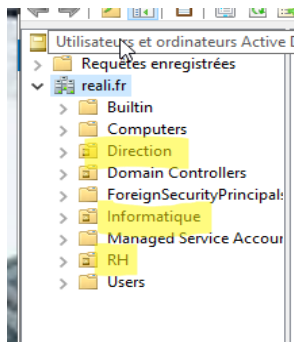 Utilisateurs et ordinateurs Active D
Requêtes enregistrées
reali.fr
Builtin
Computers
Direction
Domain Controllers
ForeignSecurityPrincipals
Informatique
Managed Service Accour
RH
Users